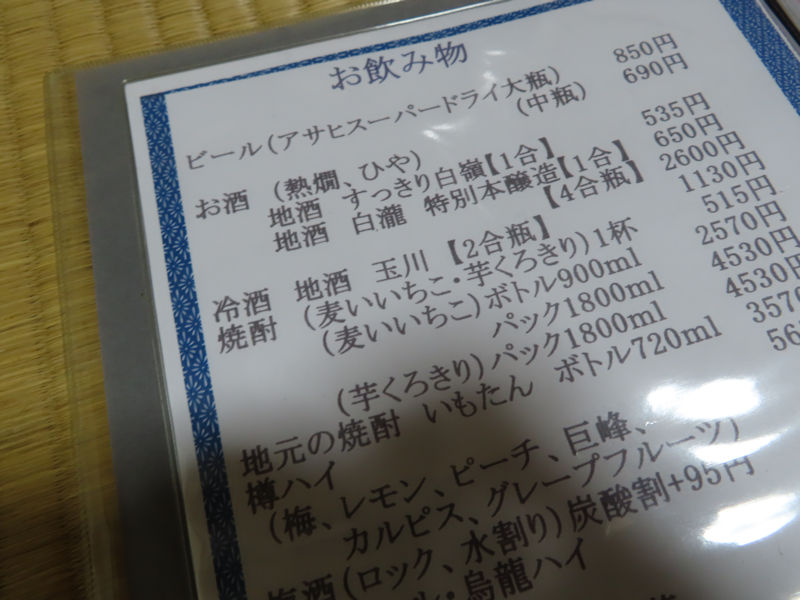 お飲み物
ビール(アサヒスーパードライ大瓶) 850円
(中瓶) 690円
お酒 (熱燗、ひや)
地酒 すっきり白嶺【1合】 535円
地酒 白瀧 特別本醸造【1合】 650円
【4合瓶】 2600円
冷酒 地酒 玉川【2合瓶】 1130円
焼酎 (麦いいちこ・芋くろきり)1杯 515円
(麦いいちこ)ボトル900ml 2570円
パック1800ml 4530円
(芋くろきり)パック1800ml 4530円
地元の焼酎 いもたん ボトル720ml 3570
樽ハイ 56
(梅、レモン、ピーチ、巨峰、
カルピス、グレープフルーツ)
梅酒(ロック、水割り)炭酸割+95円
・烏龍ハイ